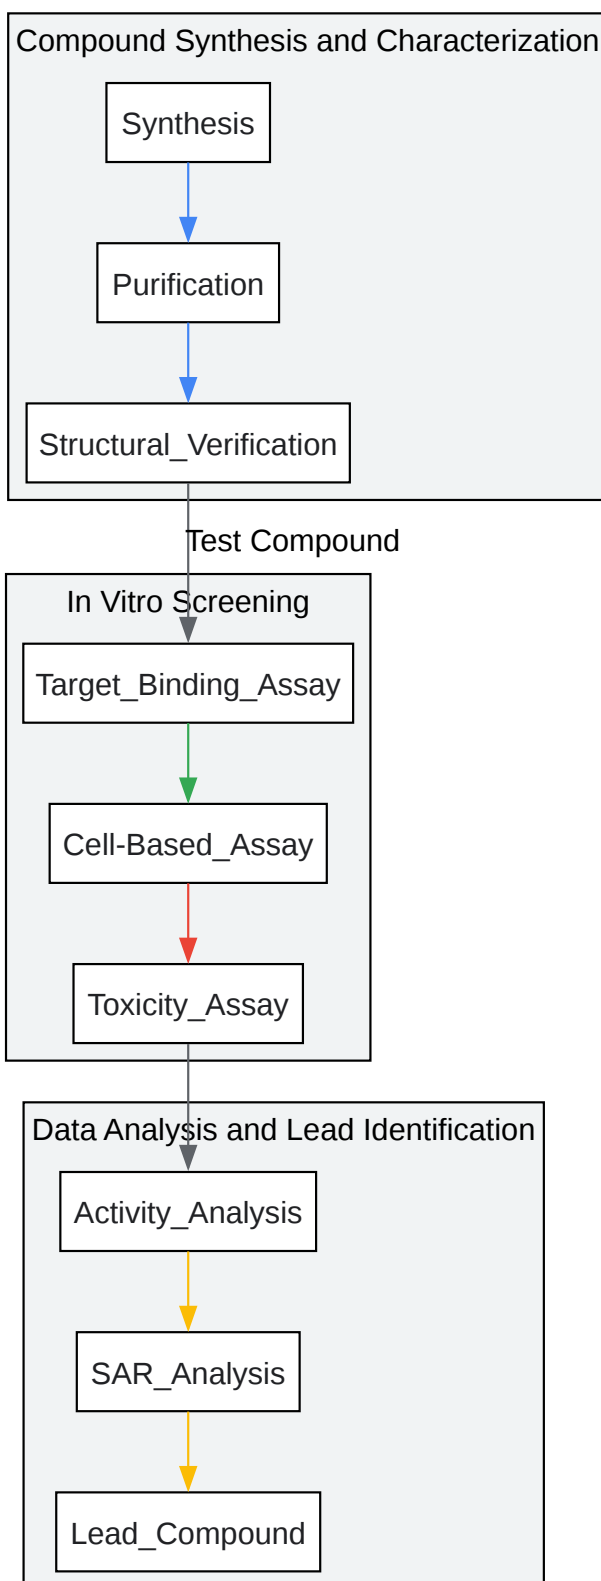 Compound Synthesis and Characterization
Synthesis
Purification
Structural_Verification
Test Compound
In Vitro Screening
Target_Binding_Assay
Cell-Based_Assay
Toxicity_Assay
Data Analysis and Lead Identification
Activity_Analysis
SAR_Analysis
Lead_Compound